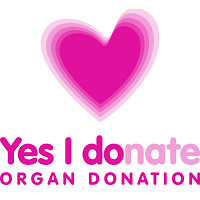 Yes I donate
ORGAN DONATION